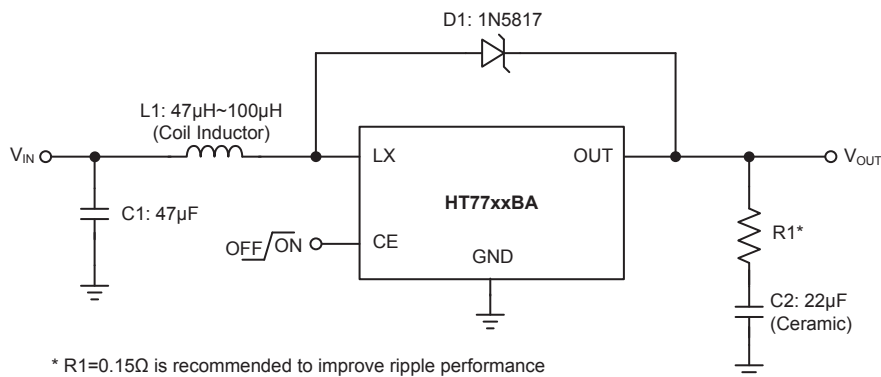 D1: 1N5817
L1: 47µH~100µH
(Coil Inductor)
VIN
LX
OUT
VOUT
HT77xxBA
C1: 47µF
OFF/ON
CE
GND
R1*
C2: 22µF
(Ceramic)
* R1=0.15Ω is recommended to improve ripple performance